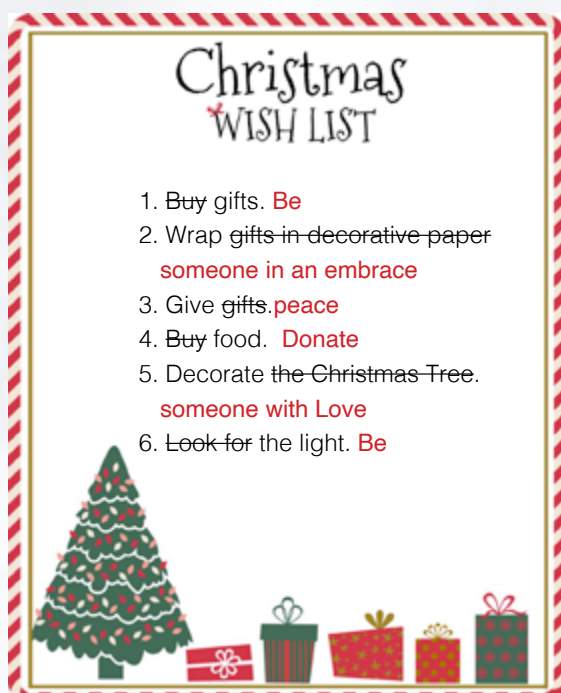 Christmas
WISH LIST
1. Buy gifts. Be
2. Wrap gifts in decorative paper
someone in an embrace
3. Give gifts.peace
4. Buy food. Donate
5. Decorate the Christmas Tree.
someone with Love
6. Look for the light. Be